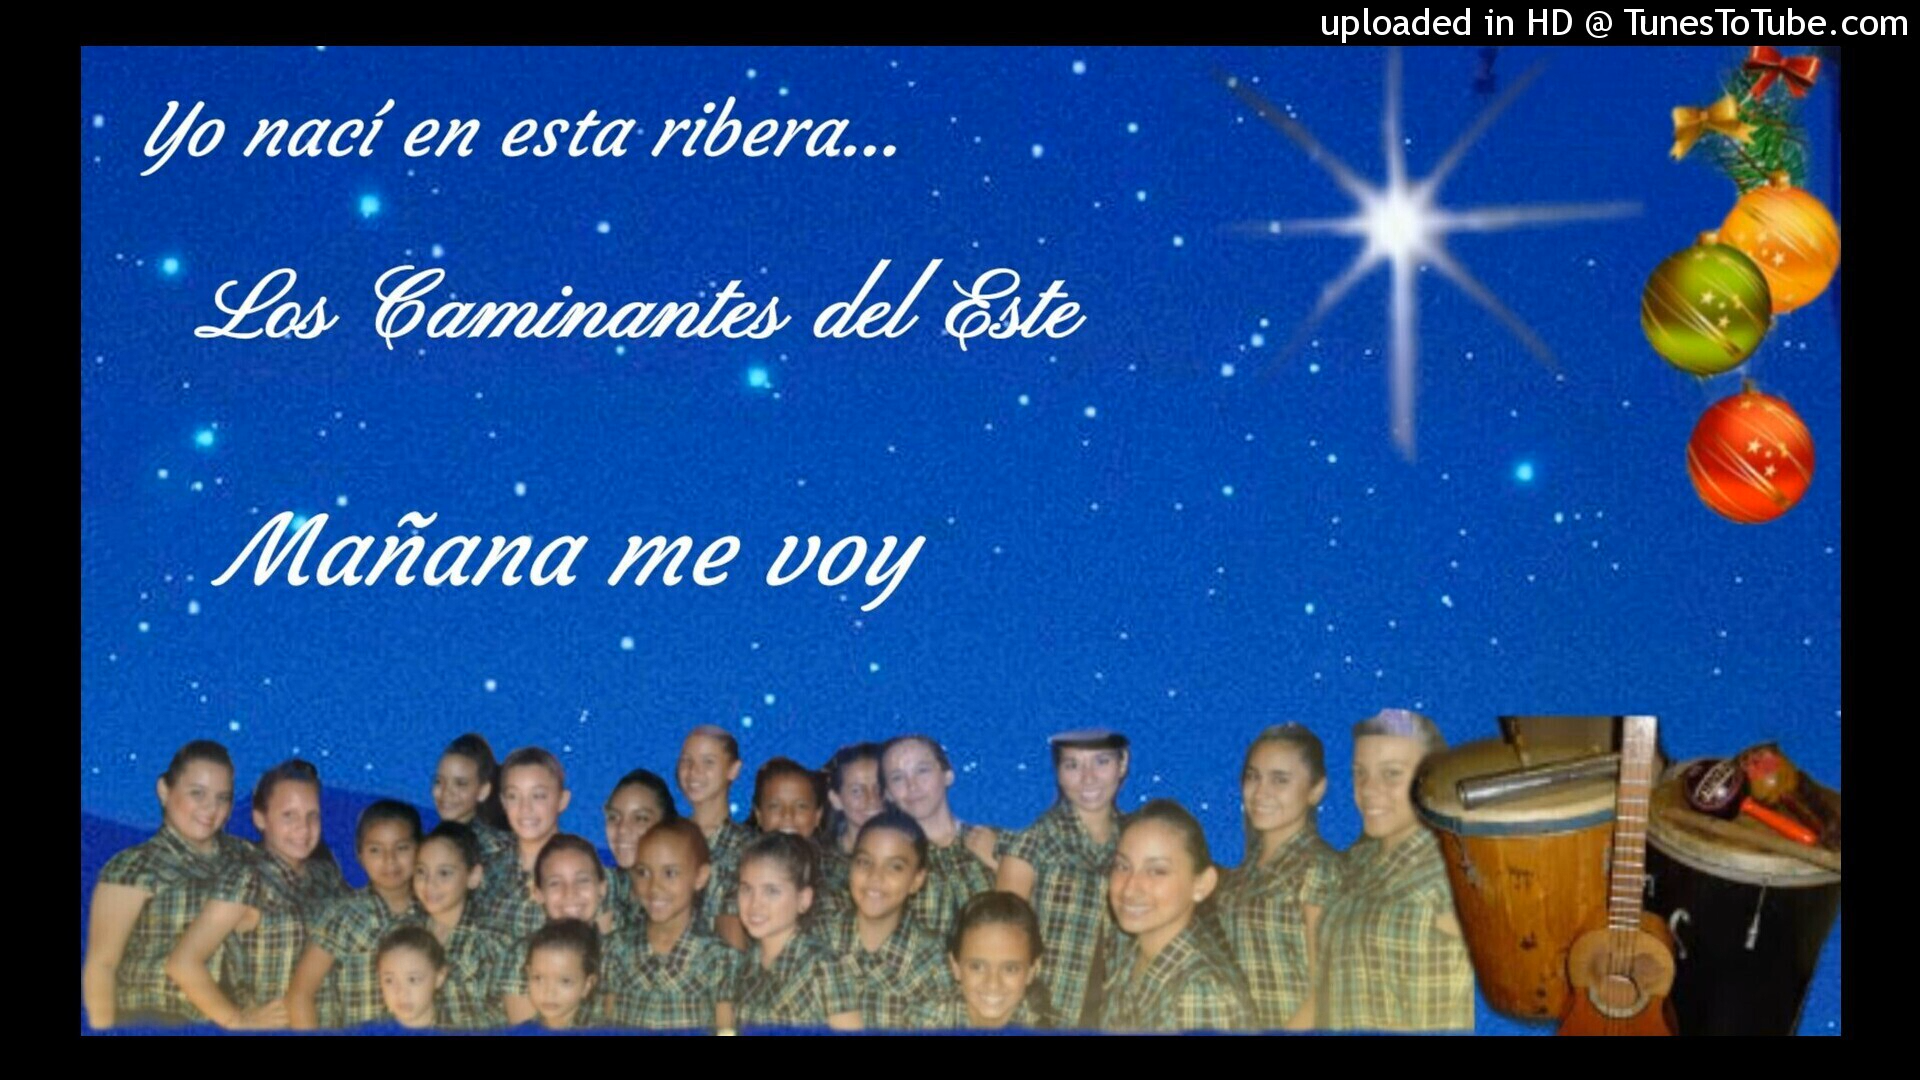 uploaded in HD @ TunesToTube.com
Yo nací en esta ribera...
Los Caminantes del Este
Mañana me voy